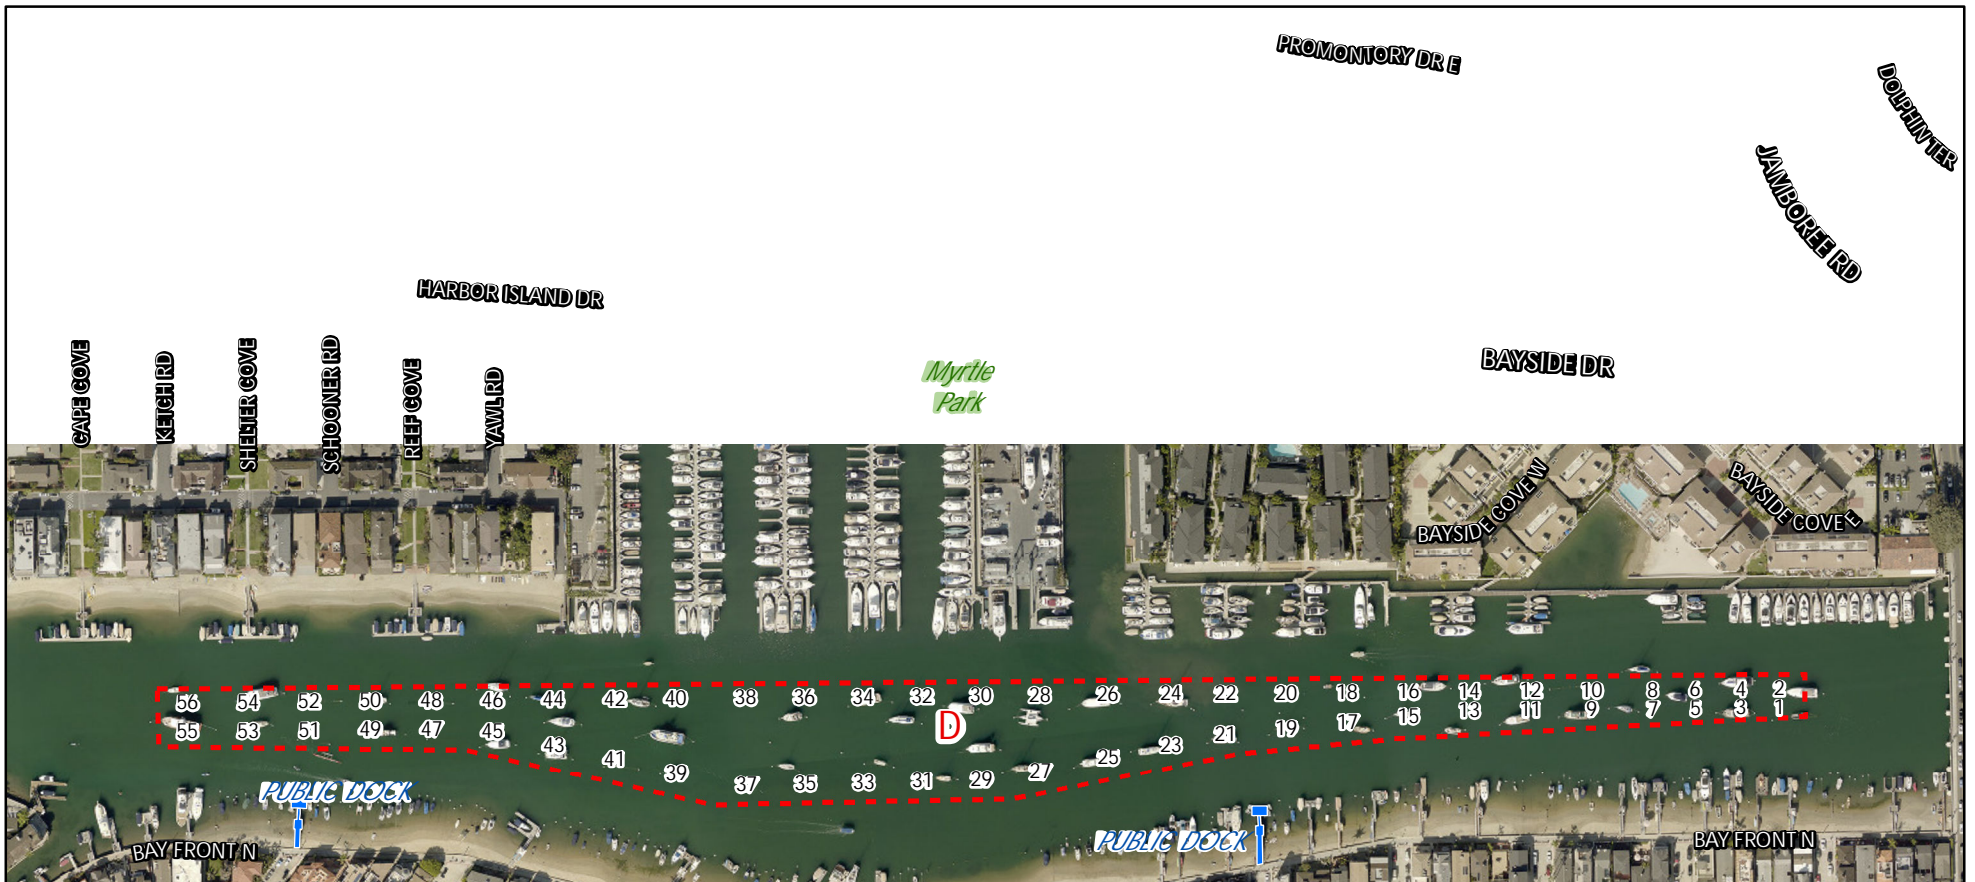 PROMONTORY DR E
DOLPHIN TER
JAMBOREE RD
HARBOR ISLAND DR
CAPE COVE
KETCH RD
SHELTER COVE
SCHOONER RD
REEF COVE
YAWL RD
Myrtle
Park
BAYSIDE DR
BAYSIDE COVE W
BAYSIDE COVE E
56 54 52 50 48 46 44 42 40 38 36 34 32 30 28 26 24 22 20 18 16 14 12 10 8 6 4 2
55 53 51 49 47 45 43 41 39 37 35 33 31 29 27 25 23 21 19 17 15 13 11 9 7 5 3 1
D
PUBLIC DOCK
PUBLIC DOCK
BAY FRONT N
BAY FRONT N